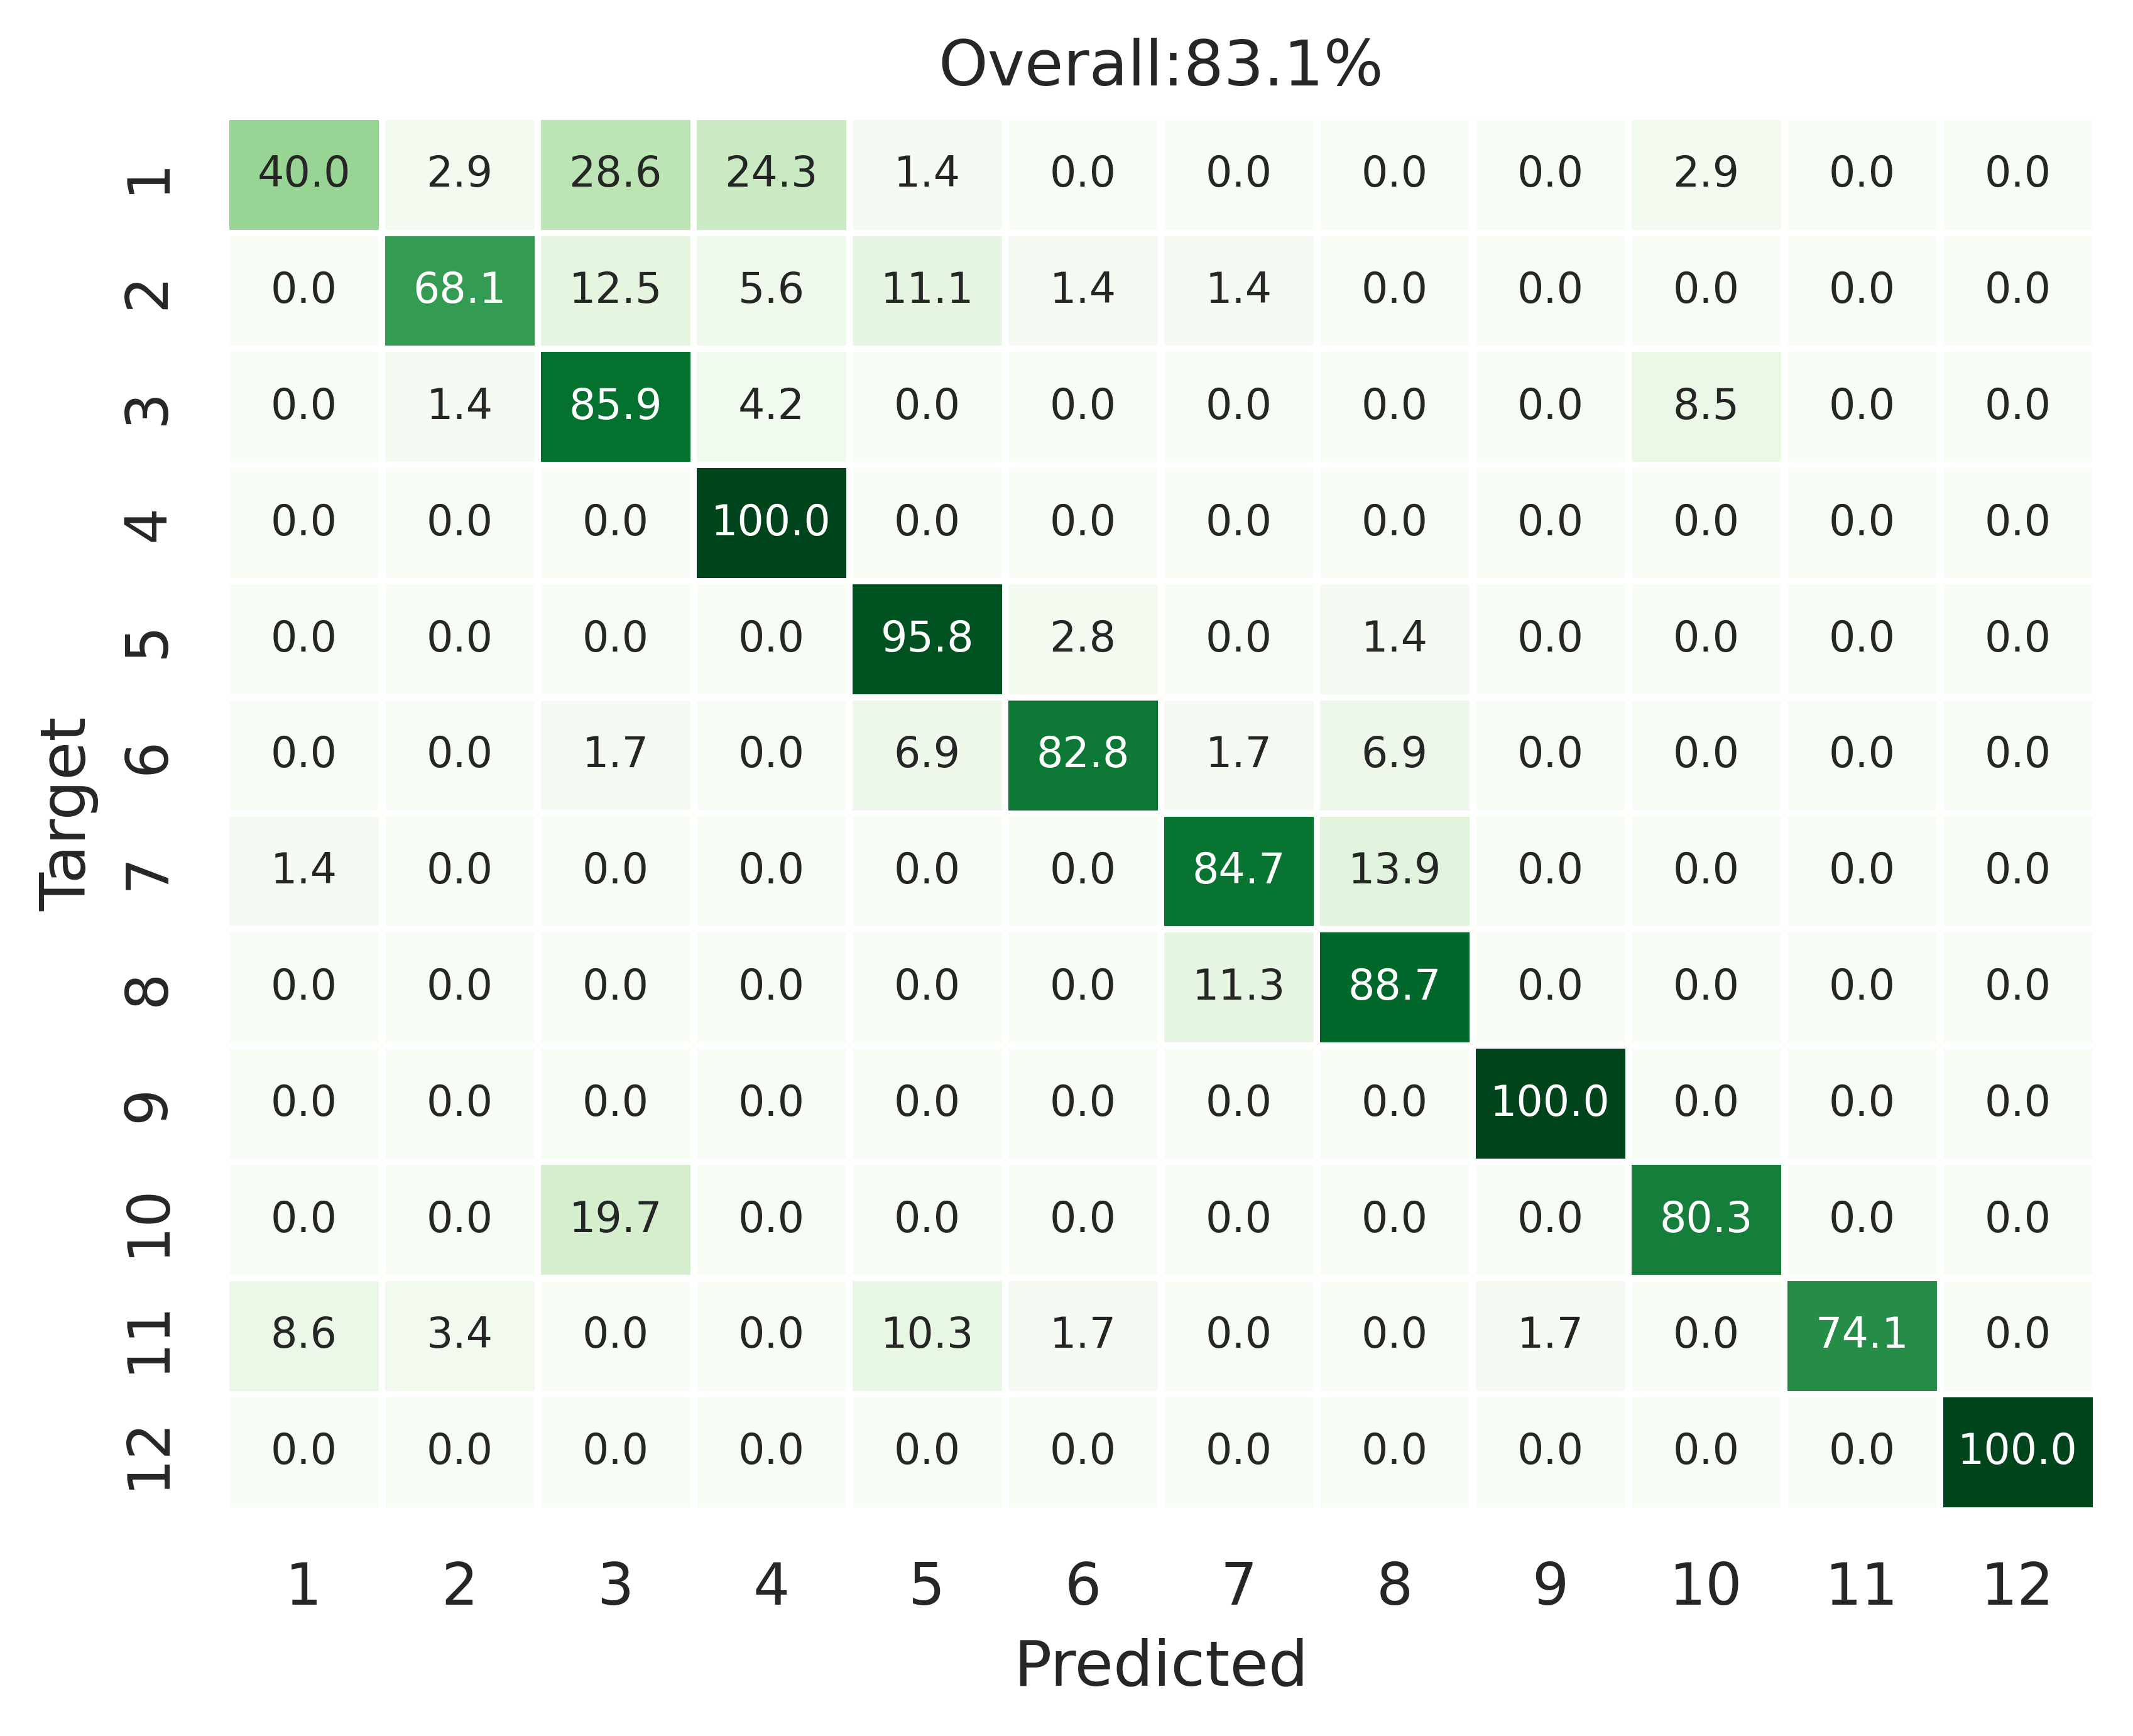 Overall:83.1%
1 40.0 2.9 28.6 24.3 1.4 0.0 0.0 0.0 0.0 2.9 0.0 0.0
2 0.0 68.1 12.5 5.6 11.1 1.4 1.4 0.0 0.0 0.0 0.0 0.0
3 0.0 1.4 85.9 4.2 0.0 0.0 0.0 0.0 0.0 8.5 0.0 0.0
4 0.0 0.0 0.0 100.0 0.0 0.0 0.0 0.0 0.0 0.0 0.0 0.0
5 0.0 0.0 0.0 0.0 95.8 2.8 0.0 1.4 0.0 0.0 0.0 0.0
6 0.0 0.0 1.7 0.0 6.9 82.8 1.7 6.9 0.0 0.0 0.0 0.0
Target
7 1.4 0.0 0.0 0.0 0.0 0.0 84.7 13.9 0.0 0.0 0.0 0.0
8 0.0 0.0 0.0 0.0 0.0 0.0 11.3 88.7 0.0 0.0 0.0 0.0
9 0.0 0.0 0.0 0.0 0.0 0.0 0.0 0.0 100.0 0.0 0.0 0.0
10 0.0 0.0 19.7 0.0 0.0 0.0 0.0 0.0 0.0 80.3 0.0 0.0
11 8.6 3.4 0.0 0.0 10.3 1.7 0.0 0.0 1.7 0.0 74.1 0.0
12 0.0 0.0 0.0 0.0 0.0 0.0 0.0 0.0 0.0 0.0 0.0 100.0
1 2 3 4 5 6 7 8 9 10 11 12
Predicted